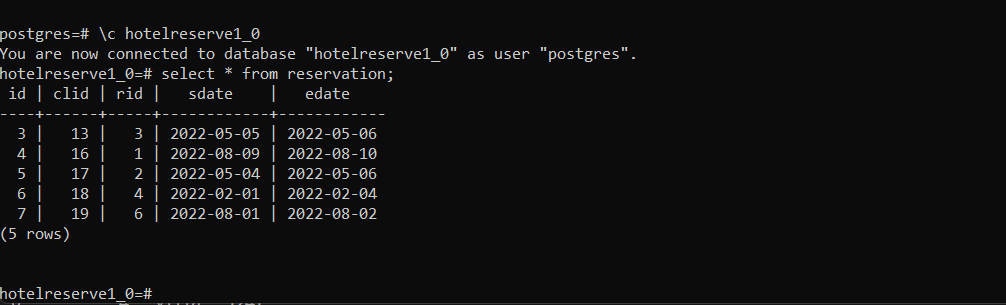 postgres=# \c hotelreserve1_0
You are now connected to database "hotelreserve1_0" as user "postgres".
hotelreserve1_0=# select * from reservation;
 id | clid | rid |   sdate    |   edate
----+------+-----+------------+------------
  3 |   13 |   3 | 2022-05-05 | 2022-05-06
  4 |   16 |   1 | 2022-08-09 | 2022-08-10
  5 |   17 |   2 | 2022-05-04 | 2022-05-06
  6 |   18 |   4 | 2022-02-01 | 2022-02-04
  7 |   19 |   6 | 2022-08-01 | 2022-08-02
(5 rows)
hotelreserve1_0=#